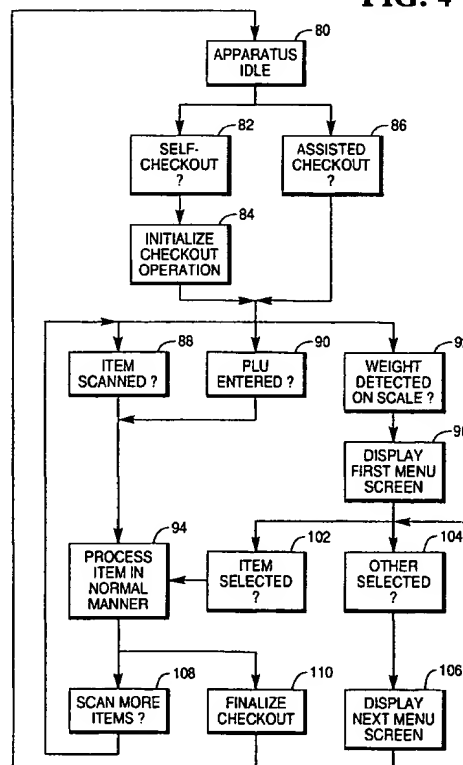 FIG. 4
80
APPARATUS
IDLE
82
SELF-
CHECKOUT
?
86
ASSISTED
CHECKOUT
?
84
INITIALIZE
CHECKOUT
OPERATION
88
ITEM
SCANNED ?
90
PLU
ENTERED ?
WEIGHT
DETECTED
ON SCALE ?
DISPLAY
FIRST MENU
SCREEN
94
PROCESS
ITEM IN
NORMAL
MANNER
102
ITEM
SELECTED
?
104
OTHER
SELECTED
?
108
SCAN MORE
ITEMS ?
110
FINALIZE
CHECKOUT
106
DISPLAY
NEXT MENU
SCREEN